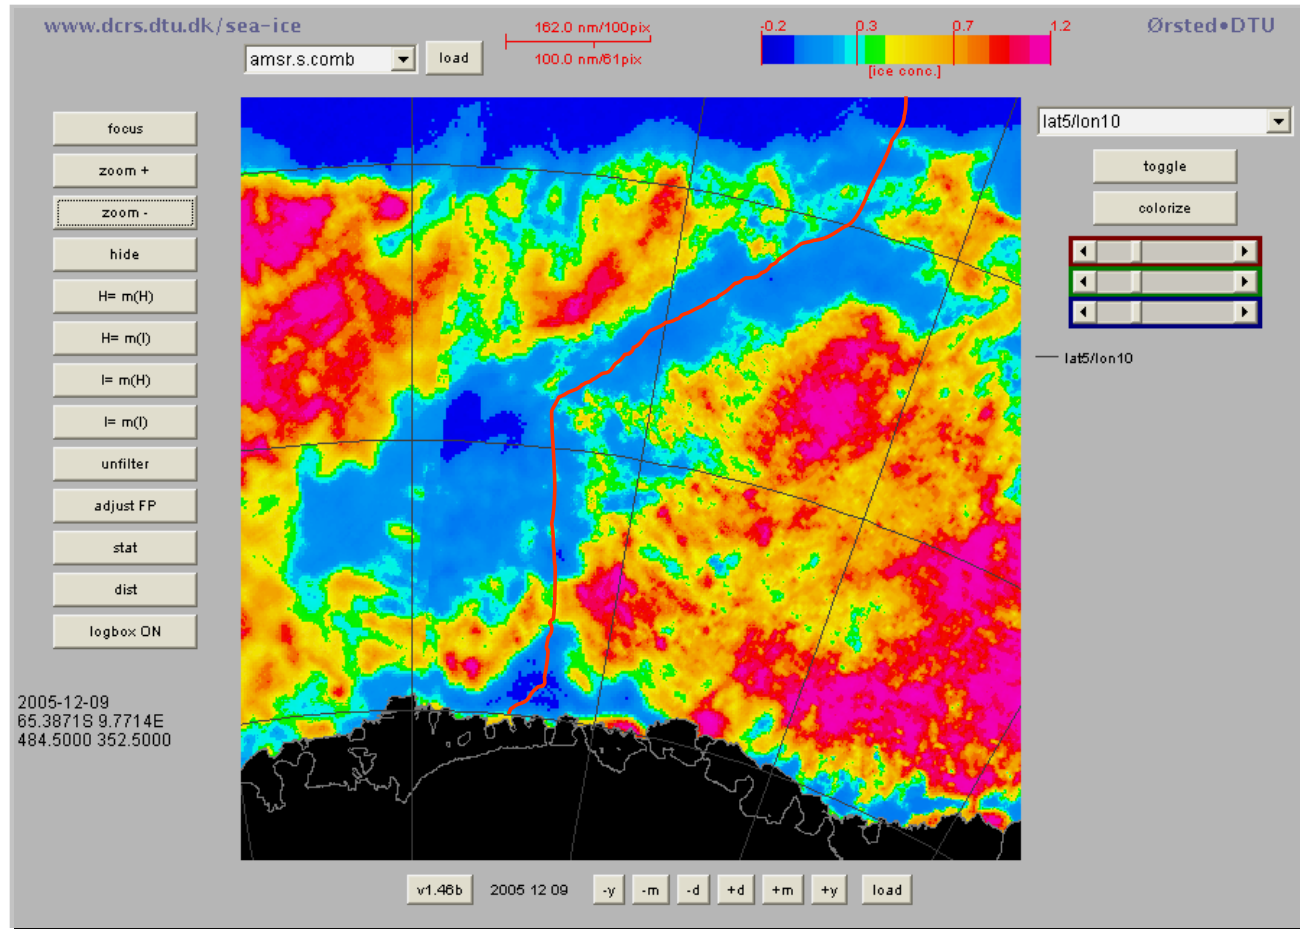 www.dcrs.dtu.dk/sea-ice
amsr.s.comb
load
162.0 nm/100pix
100.0 nm/61pix
-0.2 0.3 0.7 1.2
[ice conc.]
Ørsted•DTU
focus
zoom +
zoom -
hide
H= m(H)
H= m(I)
I= m(H)
I= m(I)
unfilter
adjust FP
stat
dist
logbox ON
2005-12-09
65.3871S 9.7714E
484.5000 352.5000
lat5/lon10
toggle
colorize
lat5/lon10
v1.46b 2005 12 09 -y -m -d +d +m +y load